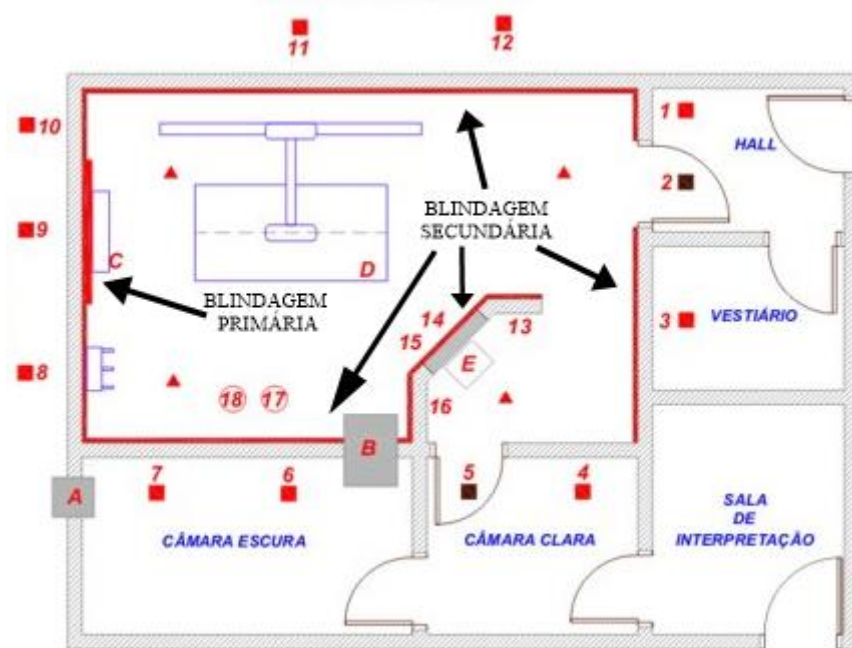 11
12
10
1
HALL
2
BLINDAGEM
SECUNDÁRIA
9
C
D
BLINDAGEM
PRIMÁRIA
14
13
3
VESTIÁRIO
15
E
8
18
17
16
B
7
6
5
4
A
CÂMARA ESCURA
CÂMARA CLARA
SALA
DE
INTERPRETAÇÃO